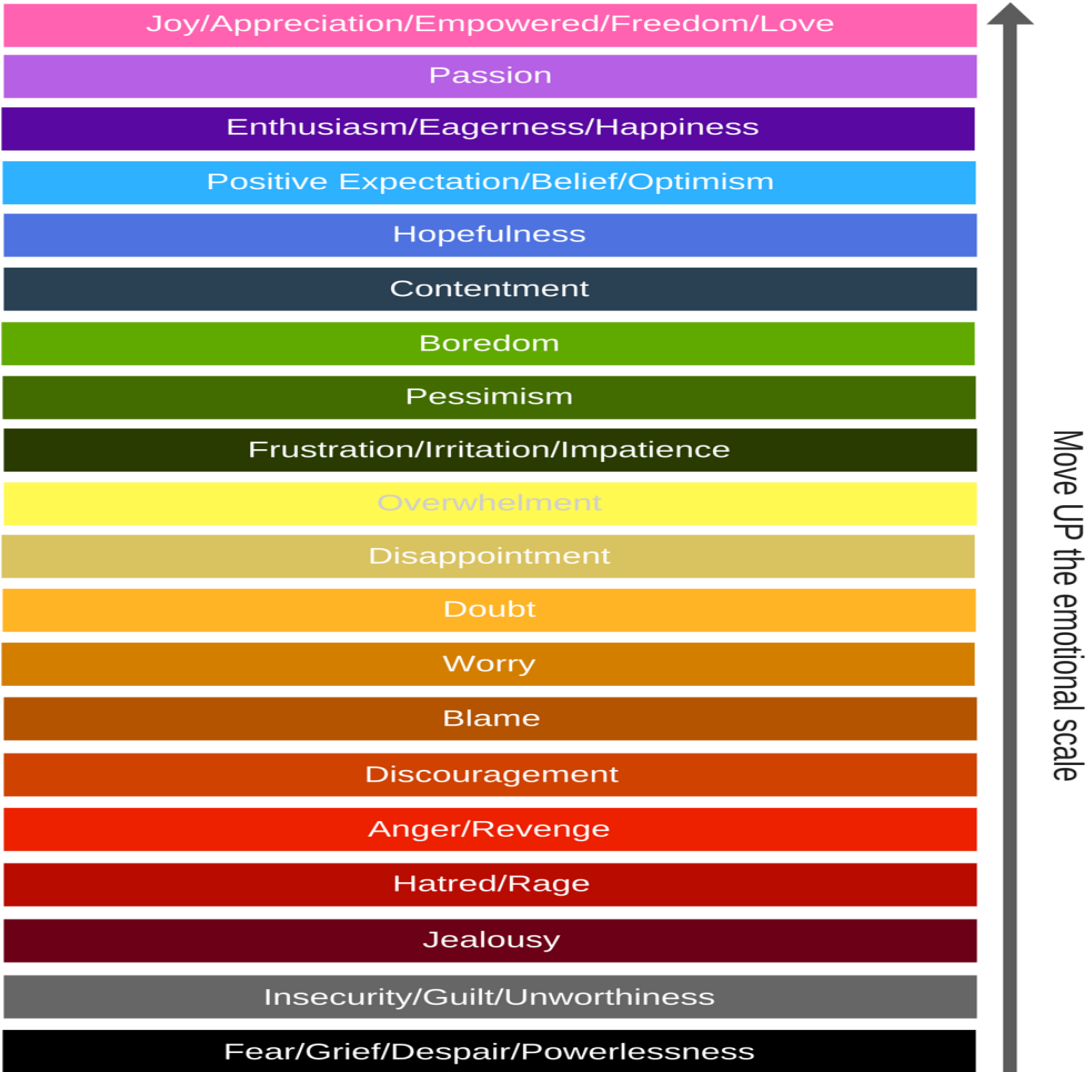 Joy/Appreciation/Empowered/Freedom/Love
Passion
Enthusiasm/Eagerness/Happiness
Positive Expectation/Belief/Optimism
Hopefulness
Contentment
Boredom
Pessimism
Frustration/Irritation/Impatience
Overwhelment
Disappointment
Doubt
Worry
Blame
Discouragement
Anger/Revenge
Hatred/Rage
Jealousy
Insecurity/Guilt/Unworthiness
Fear/Grief/Despair/Powerlessness
Move UP the emotional scale